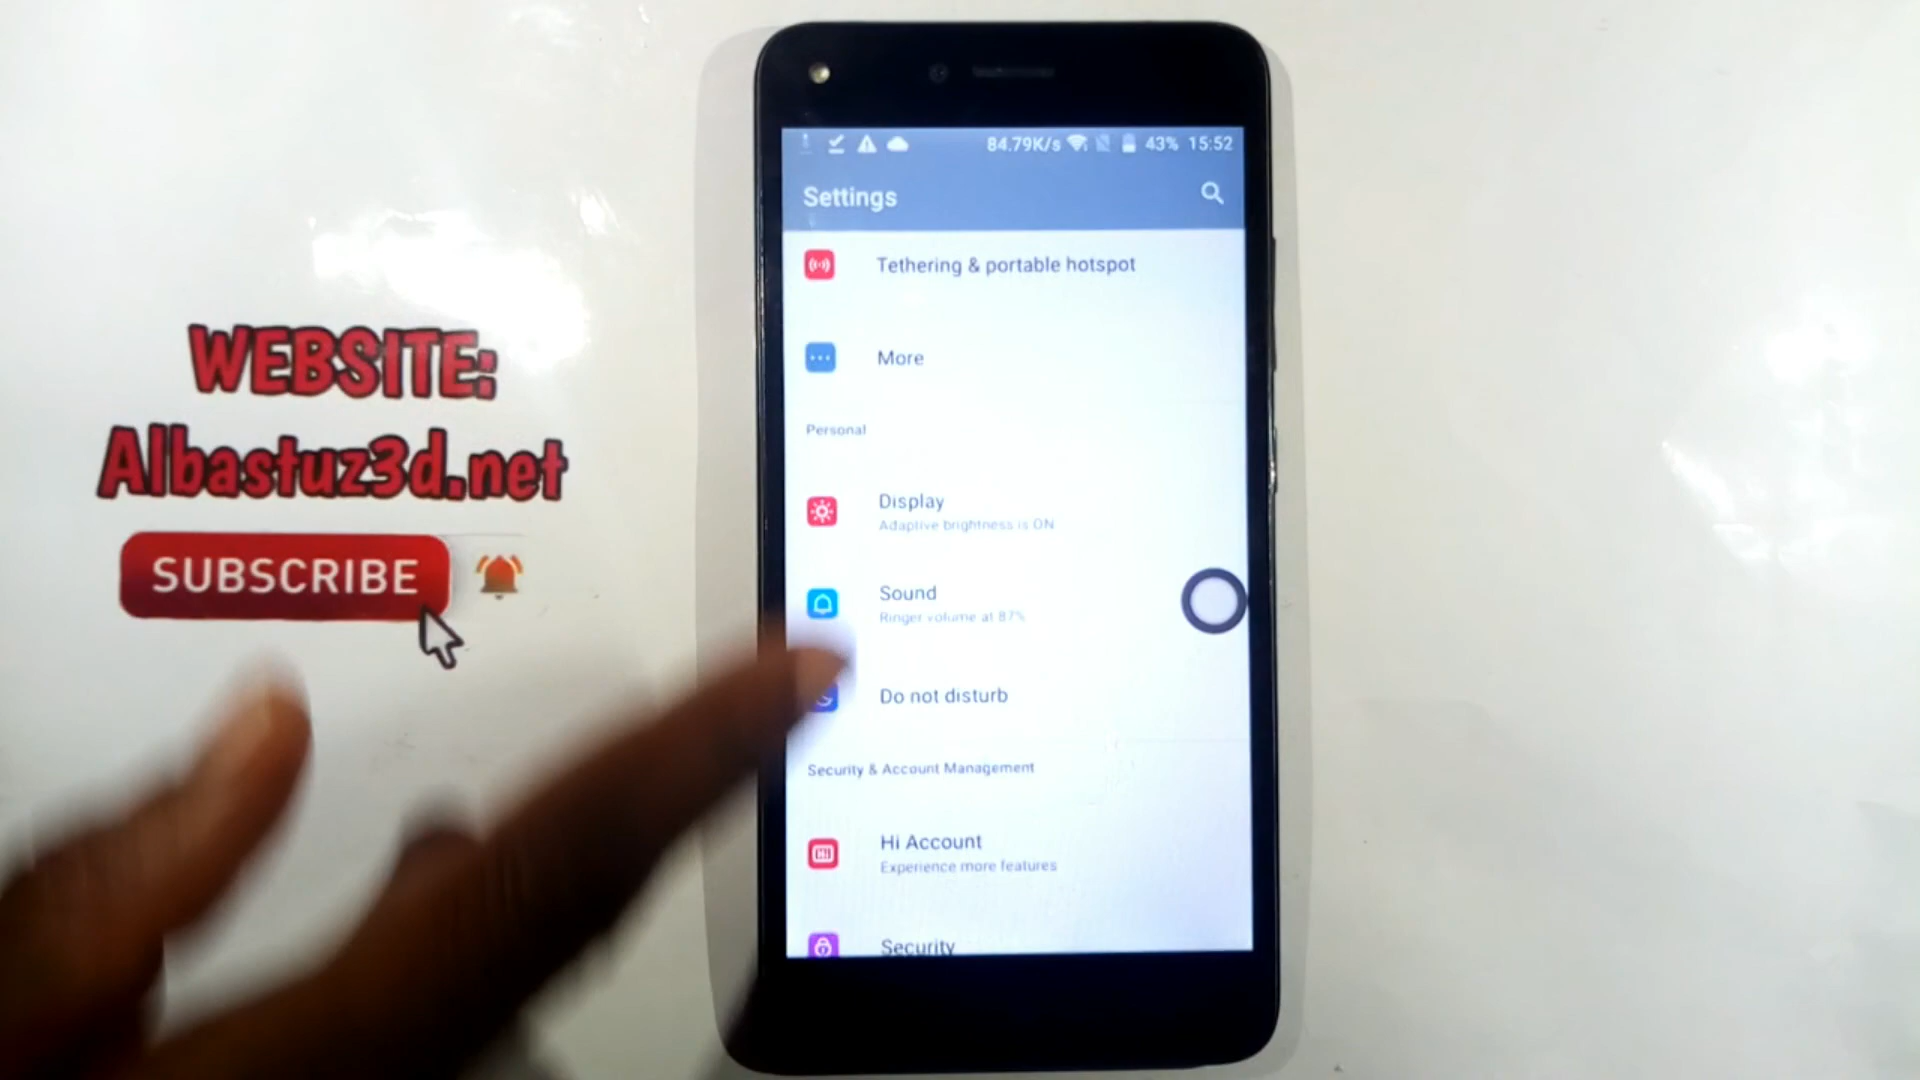 WEBSITE:
Albastuz3d.net
SUBSCRIBE
84.79K/s 43% 15:52
Settings
Tethering & portable hotspot
More
Personal
Display
Adaptive brightness is ON
Sound
Ringer volume at 87%
Do not disturb
Security & Account Management
Hi Account
Experience more features
Security